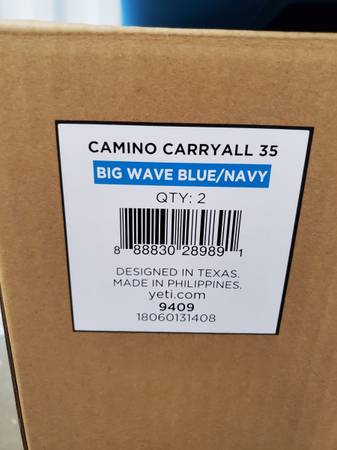 CAMINO CARRYALL 35
BIG WAVE BLUE/NAVY
QTY: 2
8 88830 28989 1
DESIGNED IN TEXAS.
MADE IN PHILIPPINES.
yeti.com
9409
18060131408